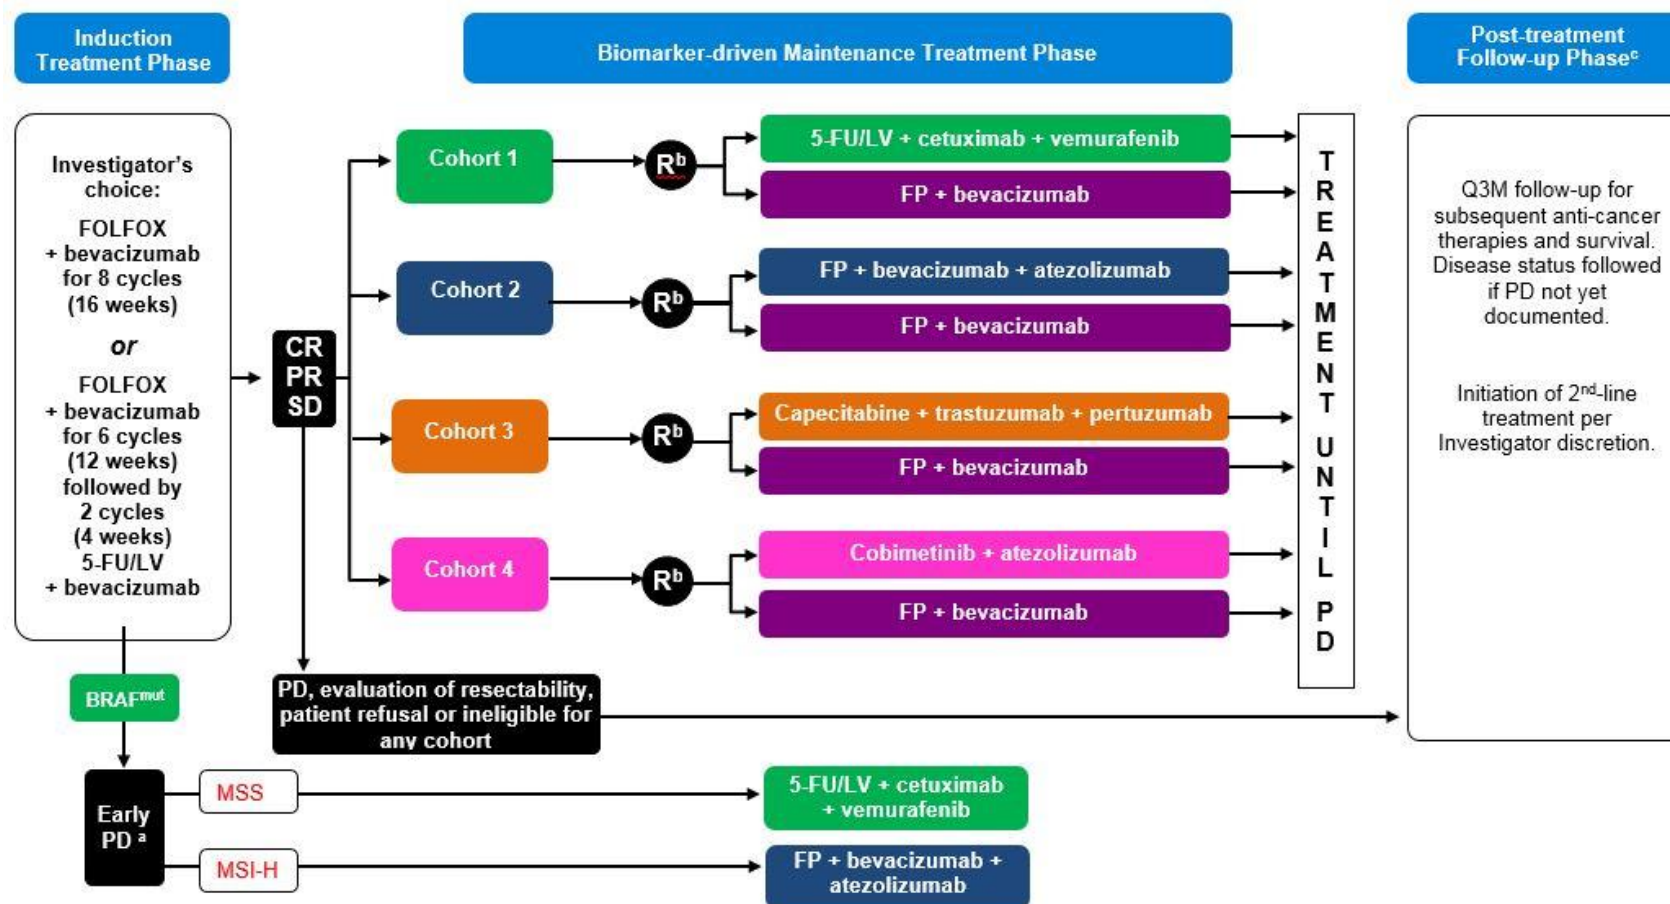 Induction
Treatment Phase
Biomarker-driven Maintenance Treatment Phase
Post-treatment
Follow-up Phaseᶜ
Investigator's
choice:
FOLFOX
+ bevacizumab
for 8 cycles
(16 weeks)
or
FOLFOX
+ bevacizumab
for 6 cycles
(12 weeks)
followed by
2 cycles
(4 weeks)
5-FU/LV
+ bevacizumab
CR
PR
SD
Cohort 1
Rᵇ
5-FU/LV + cetuximab + vemurafenib
FP + bevacizumab
Cohort 2
Rᵇ
FP + bevacizumab + atezolizumab
FP + bevacizumab
Cohort 3
Rᵇ
Capecitabine + trastuzumab + pertuzumab
FP + bevacizumab
Cohort 4
Rᵇ
Cobimetinib + atezolizumab
FP + bevacizumab
TREATMENT UNTIL PD
Q3M follow-up for
subsequent anti-cancer
therapies and survival.
Disease status followed
if PD not yet
documented.
Initiation of 2ⁿᵈ-line
treatment per
Investigator discretion.
PD, evaluation of resectability,
patient refusal or ineligible for
any cohort
BRAFᵐᵘᵗ
Early
PD ᵃ
MSS
5-FU/LV + cetuximab
+ vemurafenib
MSI-H
FP + bevacizumab +
atezolizumab